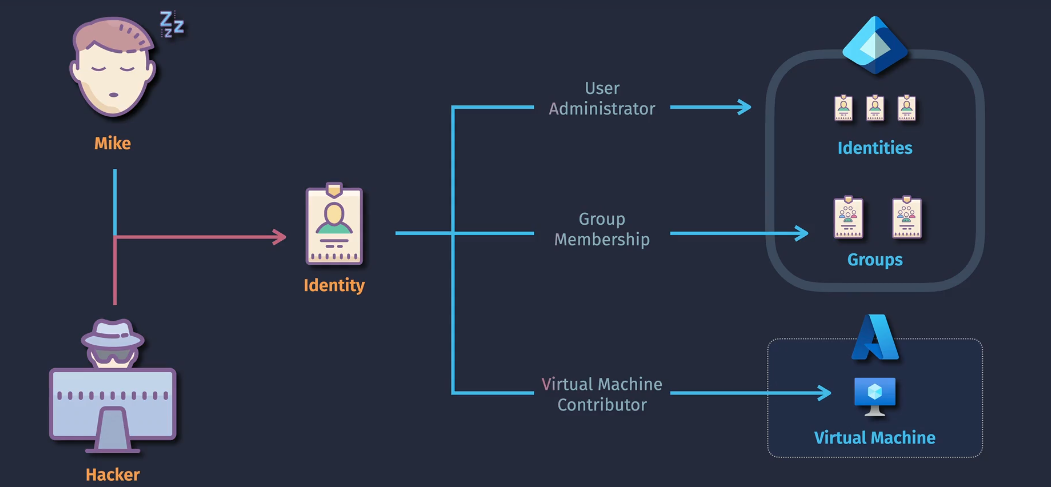 Z
Z
Z
Mike
User
Administrator
Identities
Group
Membership
Groups
Identity
Virtual Machine
Contributor
Virtual Machine
Hacker